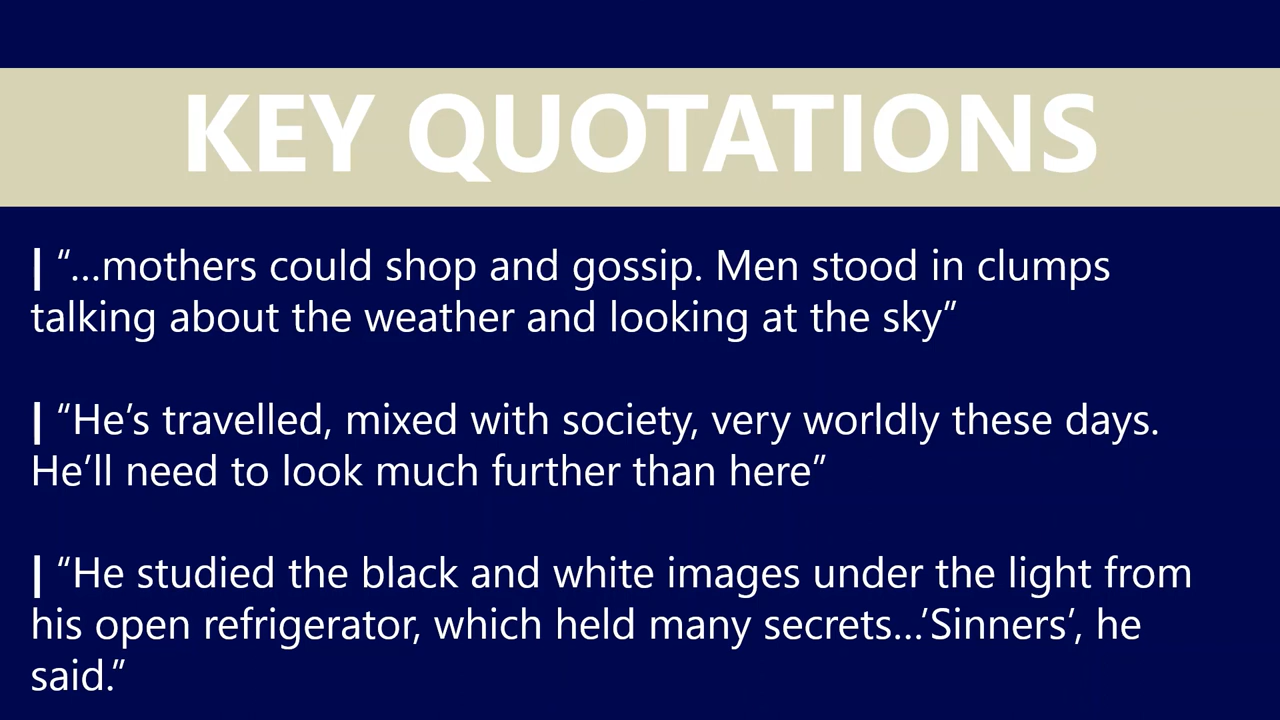 KEY QUOTATIONS
| “…mothers could shop and gossip. Men stood in clumps
talking about the weather and looking at the sky”
| “He’s travelled, mixed with society, very worldly these days.
He’ll need to look much further than here”
| “He studied the black and white images under the light from
his open refrigerator, which held many secrets…’Sinners’, he
said.”